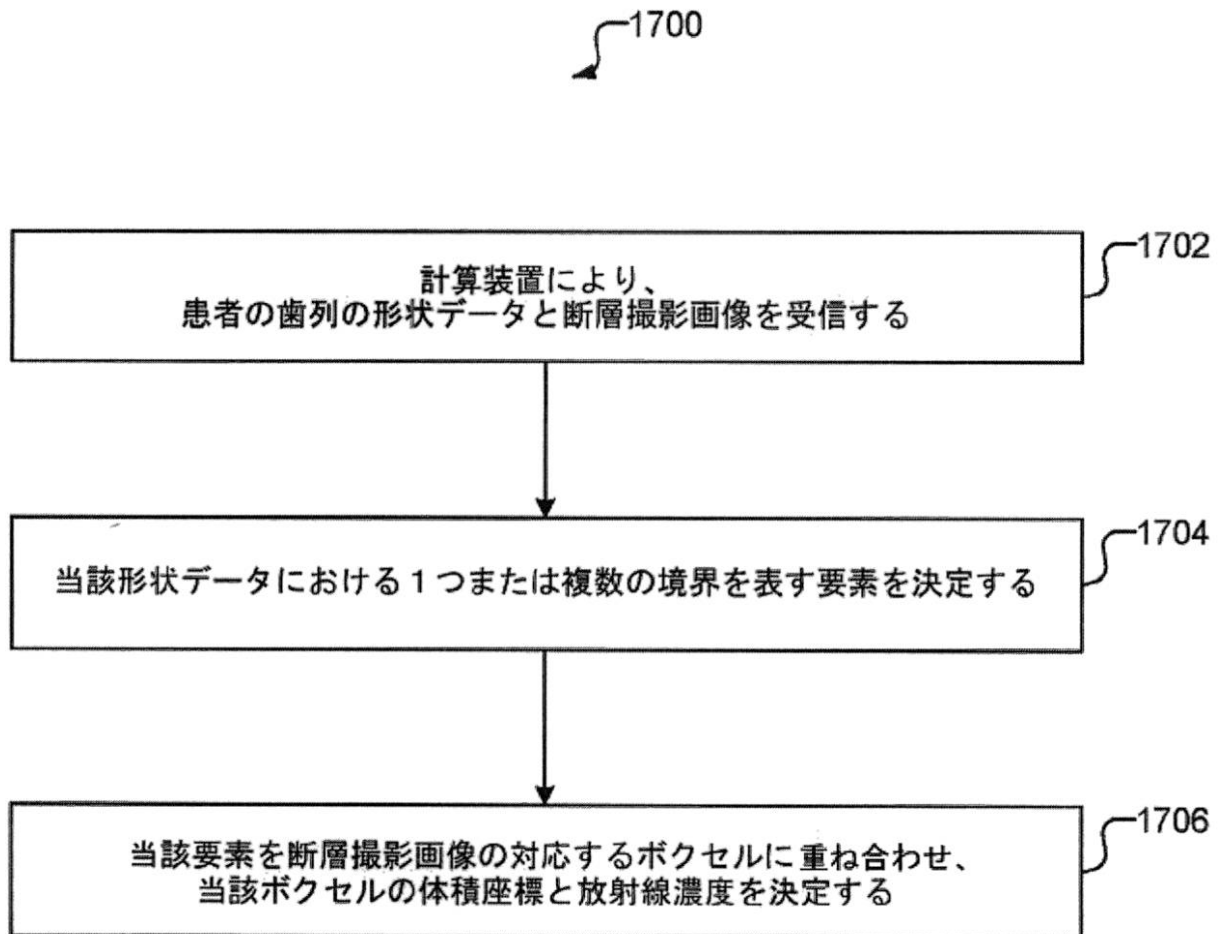 1700
1702
計算装置により、
患者の歯列の形状データと断層撮影画像を受信する
1704
当該形状データにおける１つまたは複数の境界を表す要素を決定する
1706
当該要素を断層撮影画像の対応するボクセルに重ね合わせ、
当該ボクセルの体積座標と放射線濃度を決定する